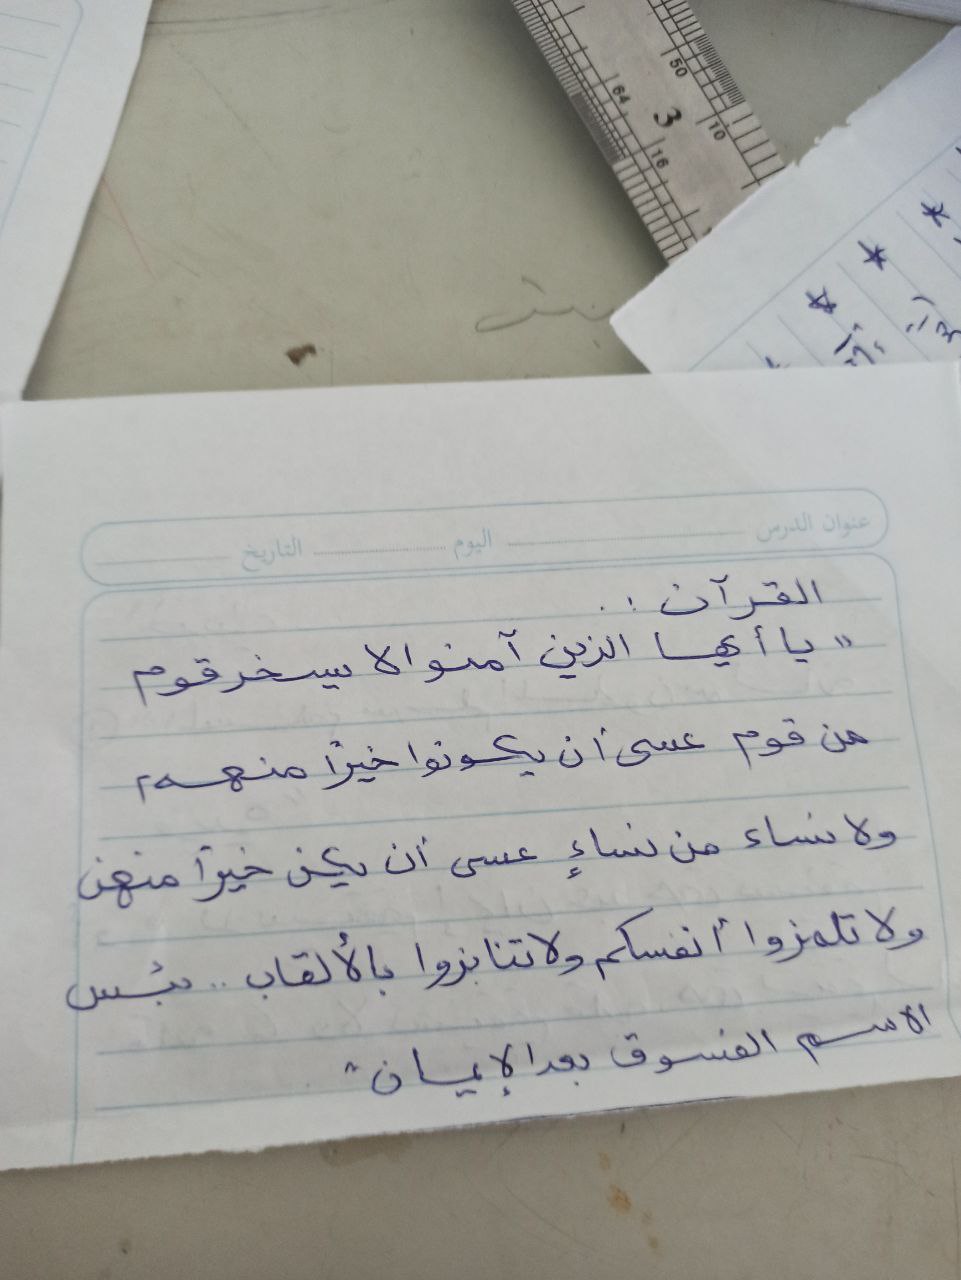 50
64
3
10
16
عنوان الدرس اليوم التاريخ
القرآن :.
" يا أيها الذين آمنوا لا يسخر قوم
من قوم عسى أن يكونوا خيرًا منهم
ولا نساء من نساءٍ عسى أن يكن خيرًا منهن
ولا تلمزوا أنفسكم ولا تنابزوا بالألقاب .. بئس
الاسم الفسوق بعد الإيمان "